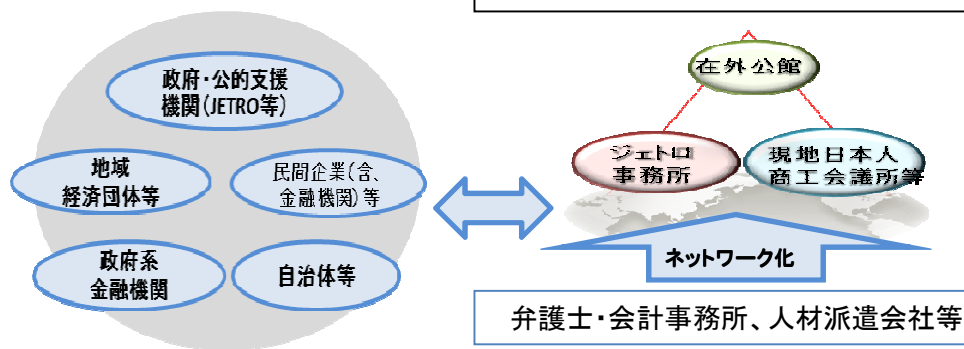 政府・公的支援
機関（JETRO等）
地域
経済団体等
民間企業（含、
金融機関）等
政府系
金融機関
自治体等
在外公館
ジェトロ
事務所
現地日本人
商工会議所等
ネットワーク化
弁護士・会計事務所、人材派遣会社等